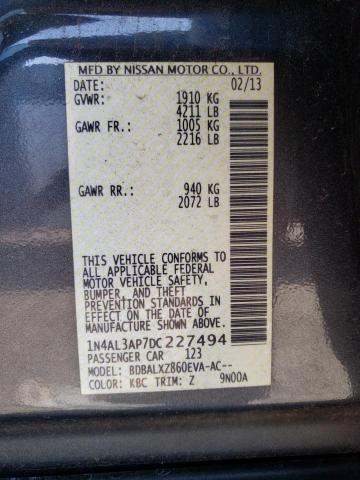 MFD BY NISSAN MOTOR CO., LTD.
DATE: 02/13
GVWR: 1910 KG
4211 LB
GAWR FR.: 1005 KG
2216 LB
GAWR RR.: 940 KG
2072 LB
THIS VEHICLE CONFORMS TO
ALL APPLICABLE FEDERAL
MOTOR VEHICLE SAFETY,
BUMPER, AND THEFT
PREVENTION STANDARDS IN
EFFECT ON THE DATE OF
MANUFACTURE SHOWN ABOVE.
1N4AL3AP7DC227494
PASSENGER CAR 123
MODEL: BDBALXZ860EVA-AC--
COLOR: KBC TRIM: Z 9N00A